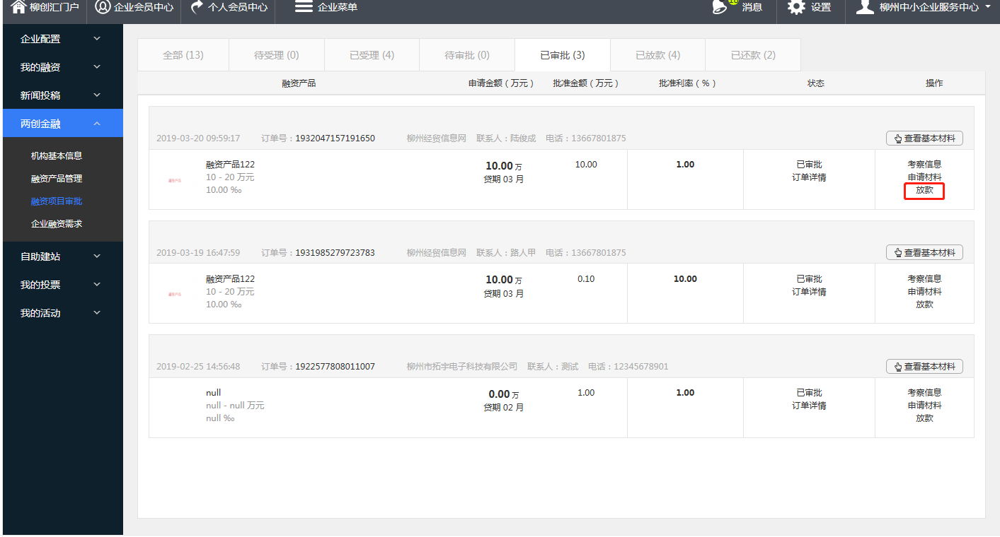 柳创汇门户 企业会员中心 个人会员中心 企业菜单 消息 设置 柳州中小企业服务中心
企业配置
我的融资
新闻投稿
两创金融
机构基本信息
融资产品管理
融资项目审批
企业融资需求
自助建站
我的投票
我的活动
全部 (13) 待受理 (0) 已受理 (4) 待审批 (0) 已审批 (3) 已放款 (4) 已还款 (2)
融资产品 申请金额（万元） 批准金额（万元） 批准利率（%） 状态 操作
2019-03-20 09:59:17 订单号：1932047157191650 柳州经贸信息网 联系人：陆俊成 电话：13667801875 查看基本材料
融资产品
融资产品122
10 - 20 万元
10.00 ‰
10.00 万
贷期 03 月
10.00
1.00
已审批
订单详情
考察信息
申请材料
放款
2019-03-19 16:47:59 订单号：1931985279723783 柳州经贸信息网 联系人：路人甲 电话：13667801875 查看基本材料
融资产品
融资产品122
10 - 20 万元
10.00 ‰
10.00 万
贷期 03 月
0.10
10.00
已审批
订单详情
考察信息
申请材料
放款
2019-02-25 14:56:48 订单号：1922577808011007 柳州市拓宇电子科技有限公司 联系人：测试 电话：12345678901 查看基本材料
null
null - null 万元
null ‰
0.00 万
贷期 02 月
1.00
1.00
已审批
订单详情
考察信息
申请材料
放款